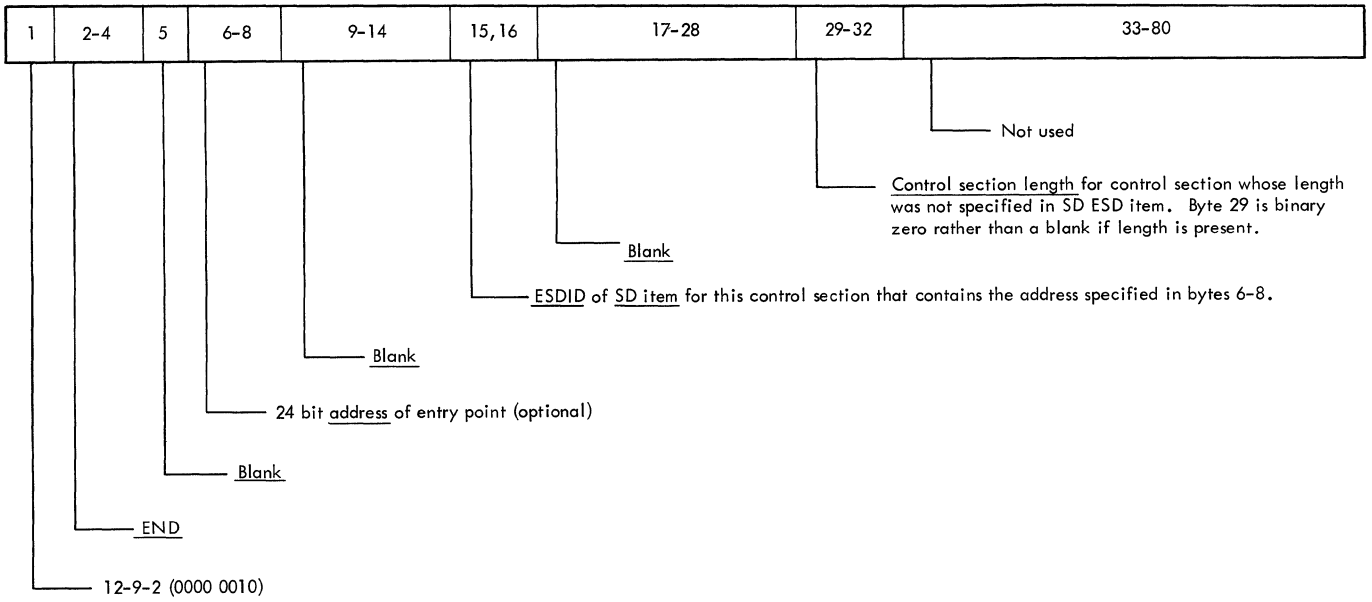 1 2-4 5 6-8 9-14 15,16 17-28 29-32 33-80
Not used
Control section length for control section whose length
was not specified in SD ESD item. Byte 29 is binary
zero rather than a blank if length is present.
Blank
ESDID of SD item for this control section that contains the address specified in bytes 6-8.
Blank
24 bit address of entry point (optional)
Blank
END
12-9-2 (0000 0010)